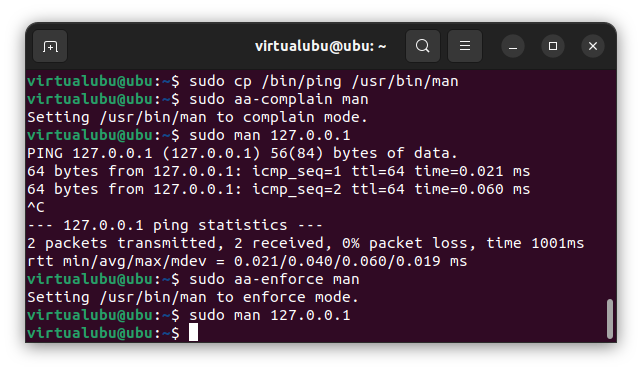 virtualubu@ubu: ~
virtualubu@ubu:~$ sudo cp /bin/ping /usr/bin/man
virtualubu@ubu:~$ sudo aa-complain man
Setting /usr/bin/man to complain mode.
virtualubu@ubu:~$ sudo man 127.0.0.1
PING 127.0.0.1 (127.0.0.1) 56(84) bytes of data.
64 bytes from 127.0.0.1: icmp_seq=1 ttl=64 time=0.021 ms
64 bytes from 127.0.0.1: icmp_seq=2 ttl=64 time=0.060 ms
^C
--- 127.0.0.1 ping statistics ---
2 packets transmitted, 2 received, 0% packet loss, time 1001ms
rtt min/avg/max/mdev = 0.021/0.040/0.060/0.019 ms
virtualubu@ubu:~$ sudo aa-enforce man
Setting /usr/bin/man to enforce mode.
virtualubu@ubu:~$ sudo man 127.0.0.1
virtualubu@ubu:~$